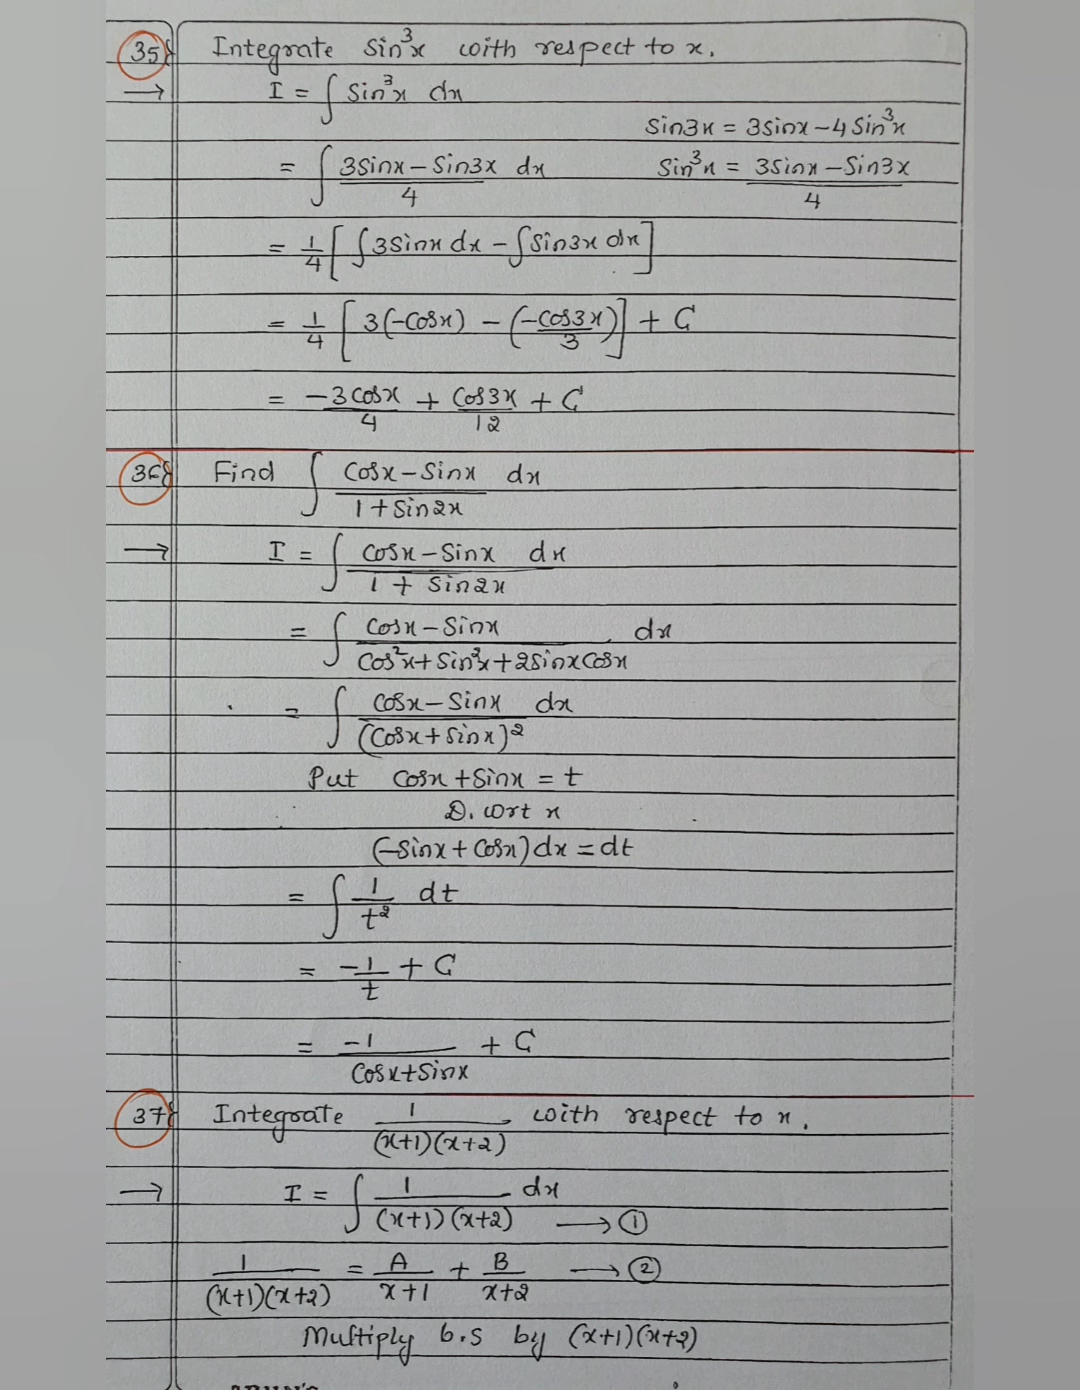 35} Integrate Sin³x with respect to x.
→ I = ∫ Sin³x dx
Sin3x = 3Sinx - 4Sin³x
= ∫ (3Sinx - Sin3x)/4 dx
Sin³x = (3Sinx - Sin3x)/4
= 1/4 [ ∫3Sinx dx - ∫Sin3x dx ]
= 1/4 [ 3(-Cosx) - (-Cos3x/3) ] + C
= -3Cosx/4 + Cos3x/12 + C
36} Find ∫ (Cosx - Sinx)/(1 + Sin2x) dx
→ I = ∫ (Cosx - Sinx)/(1 + Sin2x) dx
= ∫ (Cosx - Sinx)/(Cos²x + Sin²x + 2SinxCosx) dx
= ∫ (Cosx - Sinx)/(Cosx + Sinx)² dx
Put Cosx + Sinx = t
D. wrt x
(-Sinx + Cosx) dx = dt
= ∫ 1/t² dt
= -1/t + C
= -1/(Cosx + Sinx) + C
37} Integrate 1/((x+1)(x+2)) with respect to x.
→ I = ∫ 1/((x+1)(x+2)) dx → ①
1/((x+1)(x+2)) = A/(x+1) + B/(x+2) → ②
Multiply b.s by (x+1)(x+2)